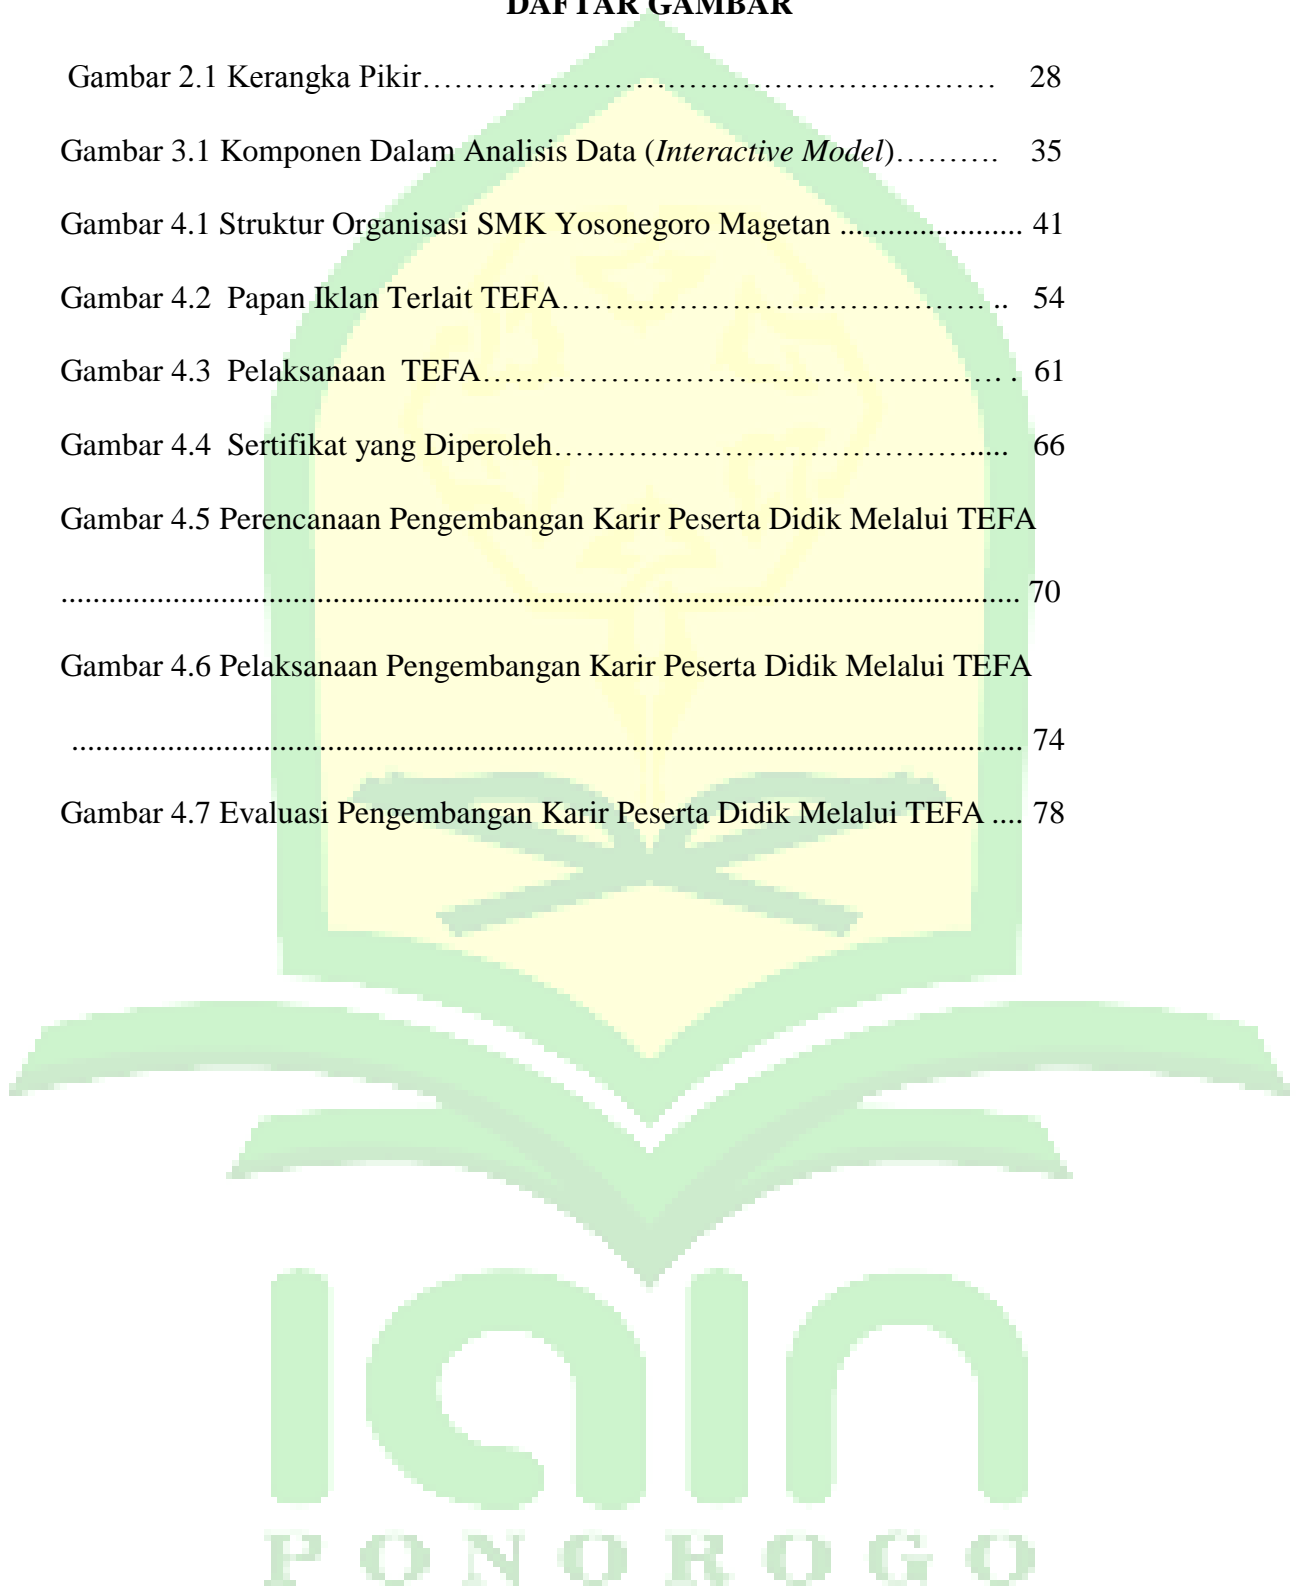 DAFTAR GAMBAR
Gambar 2.1 Kerangka Pikir………………………………………………… 28
Gambar 3.1 Komponen Dalam Analisis Data (Interactive Model)………. 35
Gambar 4.1 Struktur Organisasi SMK Yosonegoro Magetan ....................... 41
Gambar 4.2  Papan Iklan Terlait TEFA………………………………… .. 54
Gambar 4.3  Pelaksanaan  TEFA…………………………………………. . 61
Gambar 4.4  Sertifikat yang Diperoleh…………………………………..... 66
Gambar 4.5 Perencanaan Pengembangan Karir Peserta Didik Melalui TEFA
........................................................................................................................ 70
Gambar 4.6 Pelaksanaan Pengembangan Karir Peserta Didik Melalui TEFA
....................................................................................................................... 74
Gambar 4.7 Evaluasi Pengembangan Karir Peserta Didik Melalui TEFA .... 78
iain
PONOROGO